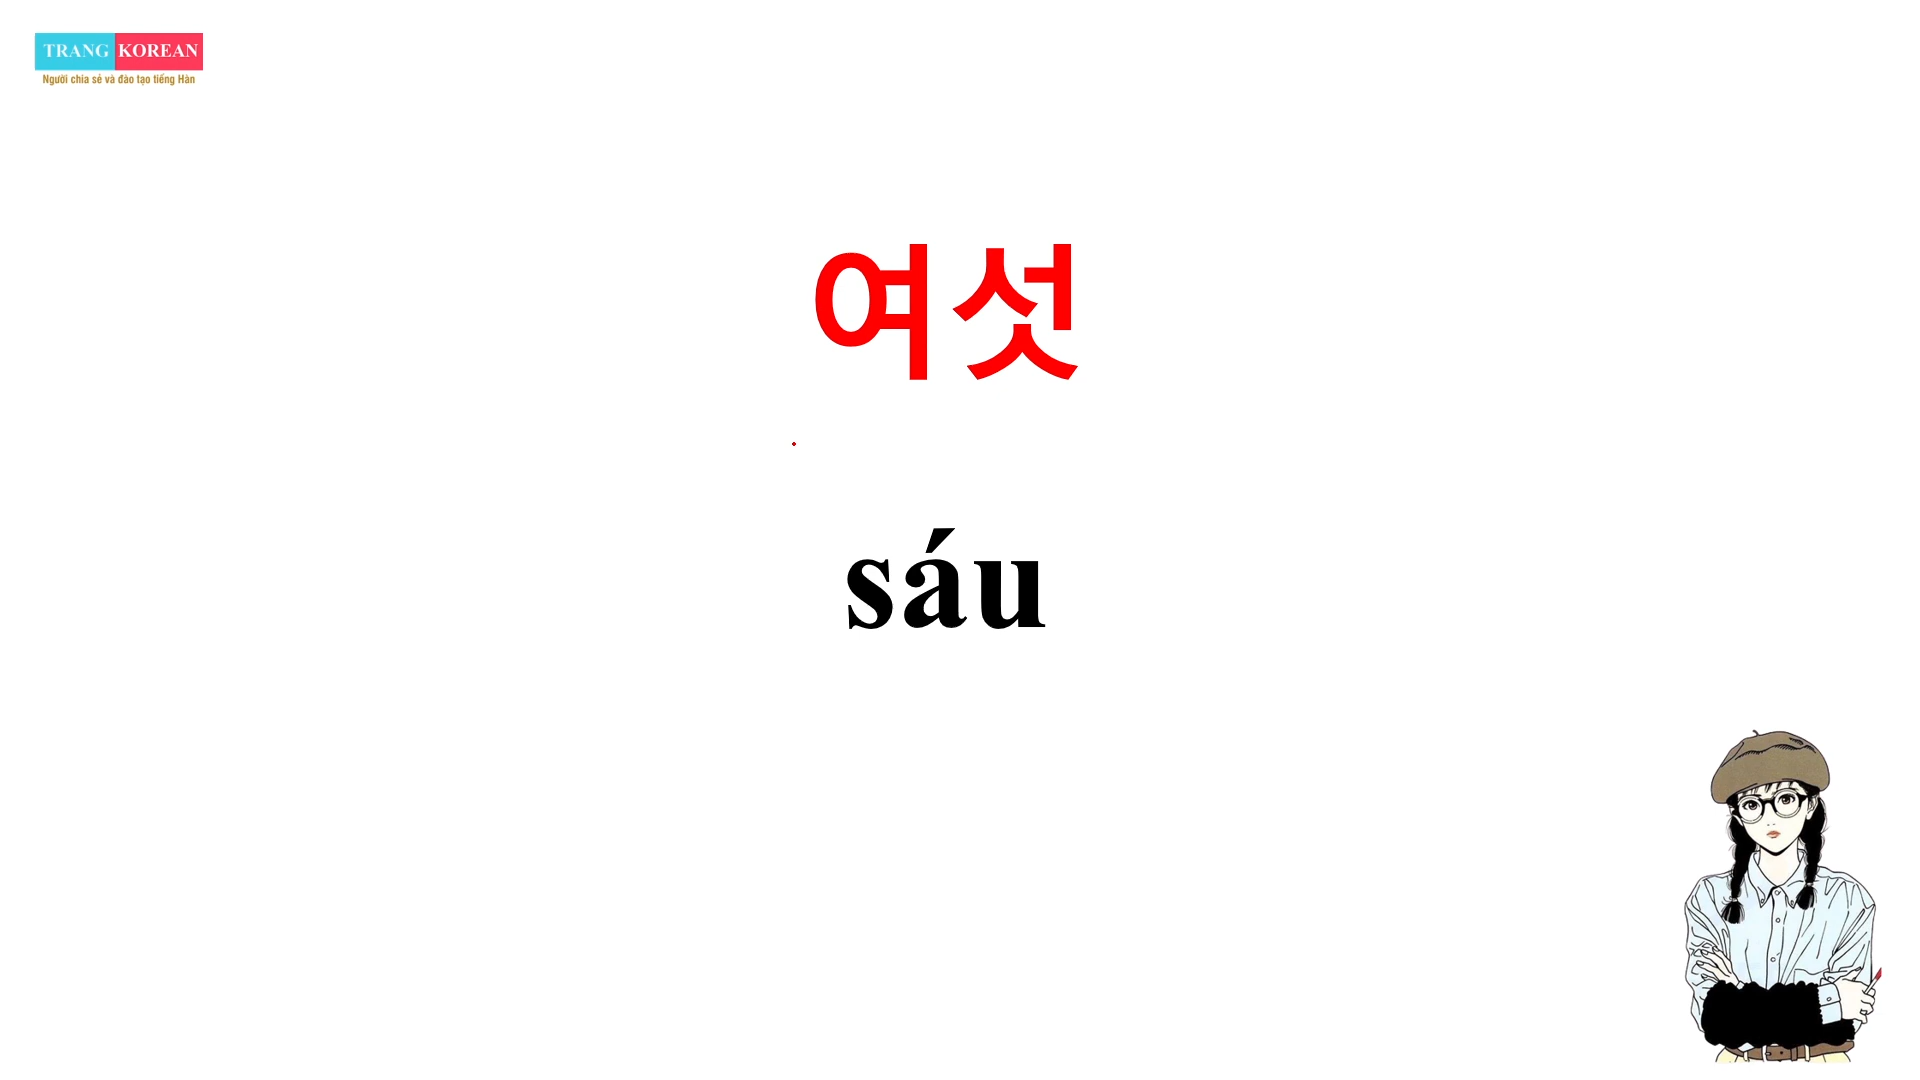 TRANG KOREAN
Người chia sẻ và đào tạo tiếng Hàn
여섯
sáu